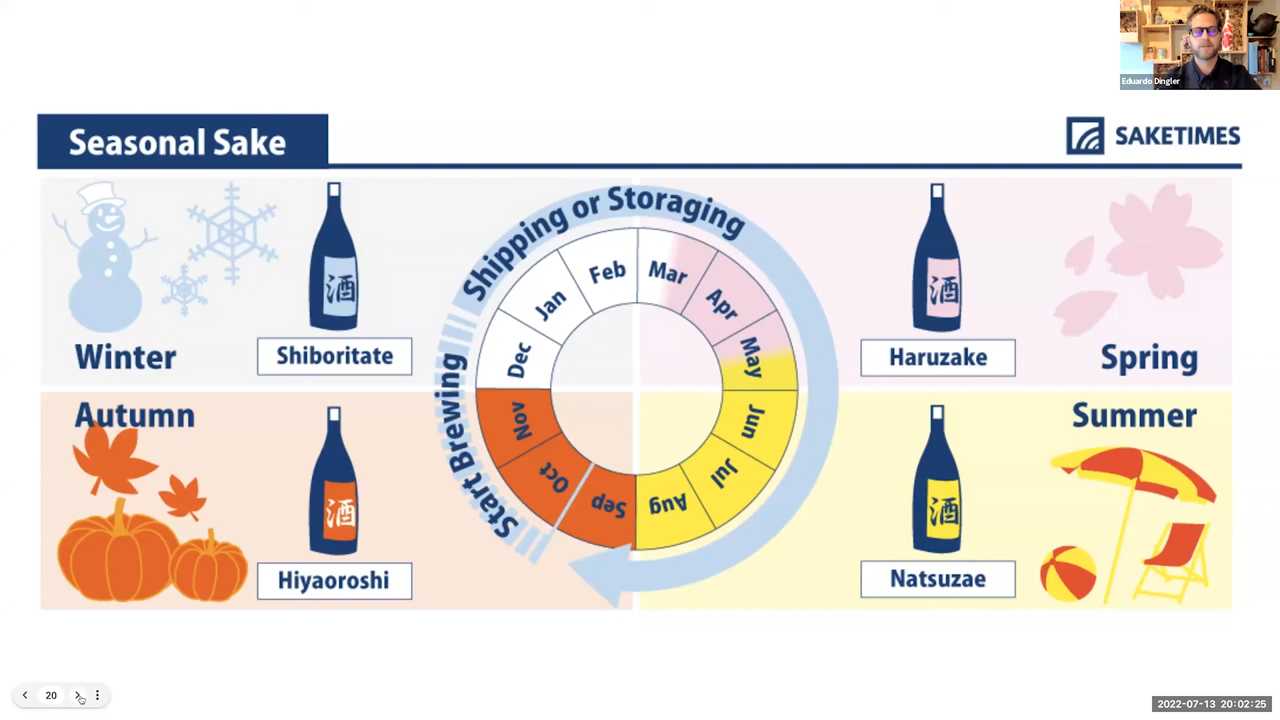 Eduardo Dingler
Seasonal Sake
SAKETIMES
Shipping or Storaging
Start Brewing
Jan
Feb
Mar
Apr
May
Jun
Jul
Aug
Sep
Oct
Nov
Dec
酒
Shiboritate
Winter
酒
Haruzake
Spring
Autumn
酒
Hiyaoroshi
Summer
酒
Natsuzae
20
2022-07-13 20:02:25